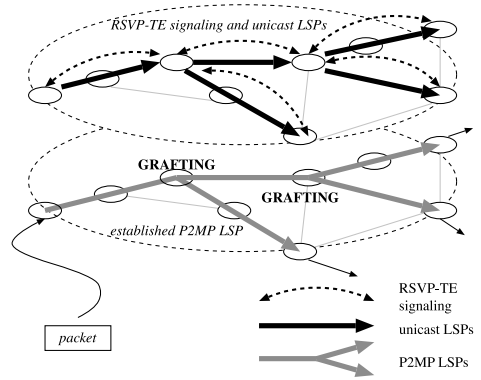 RSVP-TE signaling and unicast LSPs
GRAFTING
GRAFTING
established P2MP LSP
packet
RSVP-TE
signaling
unicast LSPs
P2MP LSPs